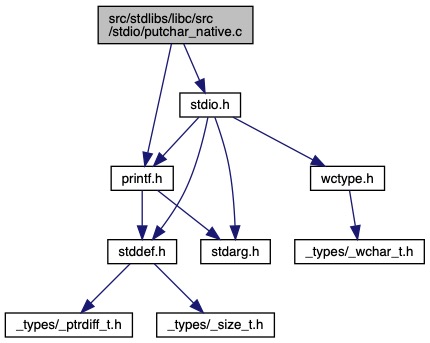 src/stdlibs/libc/src
/stdio/putchar_native.c
stdio.h
printf.h
wctype.h
stddef.h
stdarg.h
_types/_wchar_t.h
_types/_ptrdiff_t.h
_types/_size_t.h